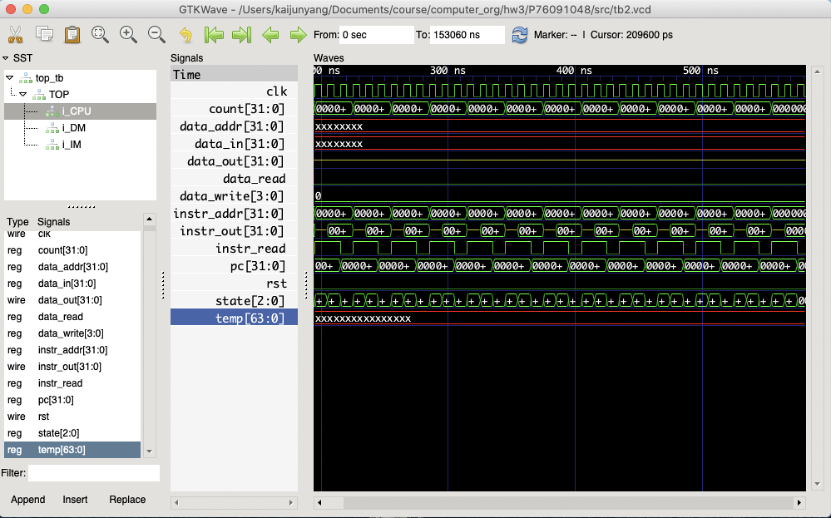 GTKWave - /Users/kaijunyang/Documents/course/computer_org/hw3/P76091048/src/tb2.vcd
From: 0 sec To: 153060 ns Marker: -- | Cursor: 209600 ps
SST
top_tb
TOP
i_CPU
i_DM
i_IM
Type Signals
wire clk
reg count[31:0]
reg data_addr[31:0]
reg data_in[31:0]
wire data_out[31:0]
reg data_read
reg data_write[3:0]
reg instr_addr[31:0]
wire instr_out[31:0]
reg instr_read
reg pc[31:0]
wire rst
reg state[2:0]
reg temp[63:0]
Filter:
Append Insert Replace
Signals
Time
clk
count[31:0]
data_addr[31:0]
data_in[31:0]
data_out[31:0]
data_read
data_write[3:0]
instr_addr[31:0]
instr_out[31:0]
instr_read
pc[31:0]
rst
state[2:0]
temp[63:0]
Waves
00 ns 300 ns 400 ns 500 ns
0000+ 0000+ 0000+ 0000+ 0000+ 0000+ 0000+ 0000+ 0000+ 0000+ 0000+ 0000+ 000000
xxxxxxxx
xxxxxxxx
0
0000+ 0000+ 0000+ 0000+ 0000+ 0000+ 0000+ 0000+ 0000+ 0000+ 0000+ 0000+ 000000
00+ 00+ 00+ 00+ 00+ 00+ 00+ 00+ 00+ 00+ 00+ 00+ 0000+
00+ 0000+ 0000+ 0000+ 0000+ 0000+ 0000+ 0000+ 0000+ 0000+ 0000+ 0000+ 0000+
+ + + + + + + + + + + + + + + + + + + + + + + + + + + + + + + + + + + + + 00
xxxxxxxxxxxxxxxx